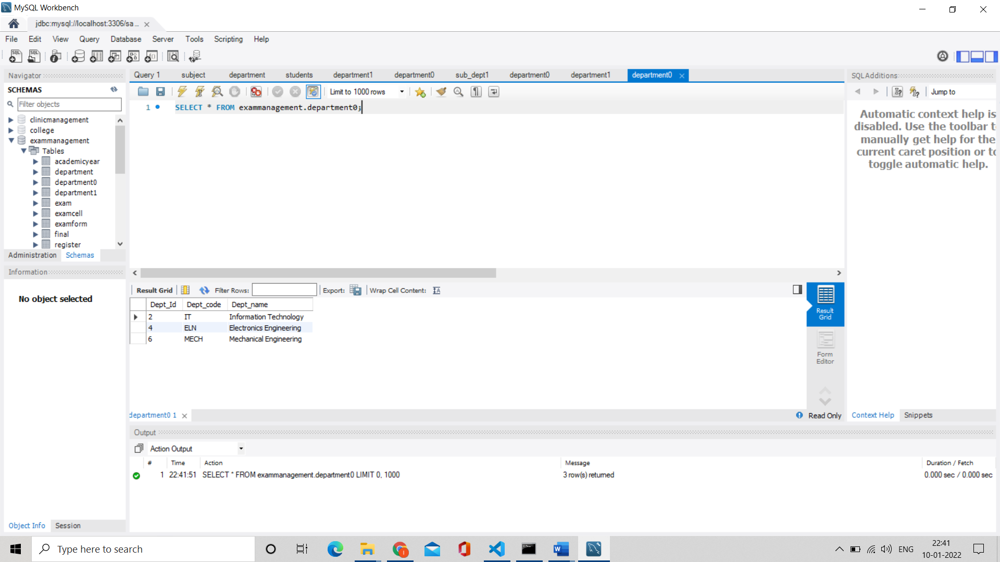 MySQL Workbench
jdbc:mysql://localhost:3306/sa...
File Edit View Query Database Server Tools Scripting Help
Navigator
SCHEMAS
Filter objects
clinicmanagement
college
exammanagement
Tables
academicyear
department
department0
department1
exam
examcell
examform
final
register
Administration Schemas
Information
No object selected
Object Info Session
Query 1 subject department students department1 department0 sub_dept1 department0 department1 department0
Limit to 1000 rows
1 SELECT * FROM exammanagement.department0;
Result Grid Filter Rows: Export: Wrap Cell Content:
Dept_Id Dept_code Dept_name
2 IT Information Technology
4 ELN Electronics Engineering
6 MECH Mechanical Engineering
Result
Grid
Form
Editor
department0 1
Read Only
SQLAdditions
Jump to
Automatic context help is
disabled. Use the toolbar t
manually get help for the
current caret position or to
toggle automatic help.
Context Help Snippets
Output
Action Output
# Time Action Message Duration / Fetch
1 22:41:51 SELECT * FROM exammanagement.department0 LIMIT 0, 1000 3 row(s) returned 0.000 sec / 0.000 sec
Type here to search
ENG
22:41
10-01-2022